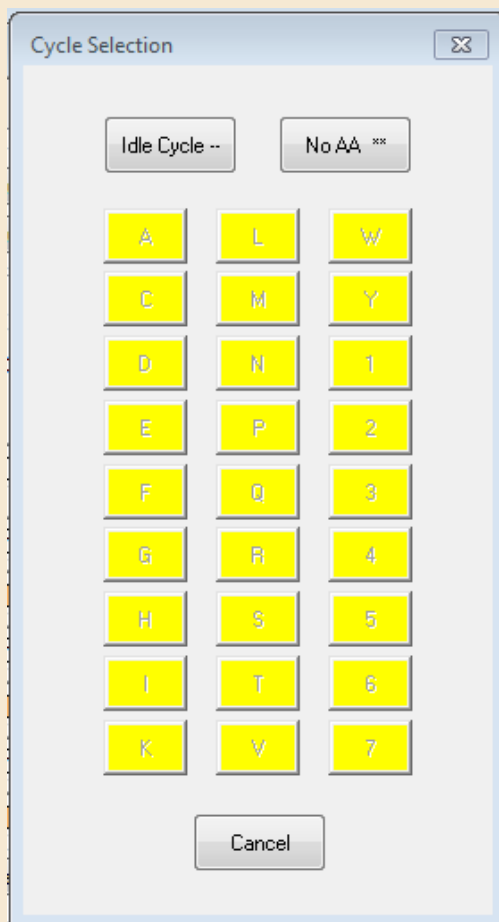 Cycle Selection
Idle Cycle -- No AA **
A L W
C M Y
D N 1
E P 2
F Q 3
G R 4
H S 5
I T 6
K V 7
Cancel